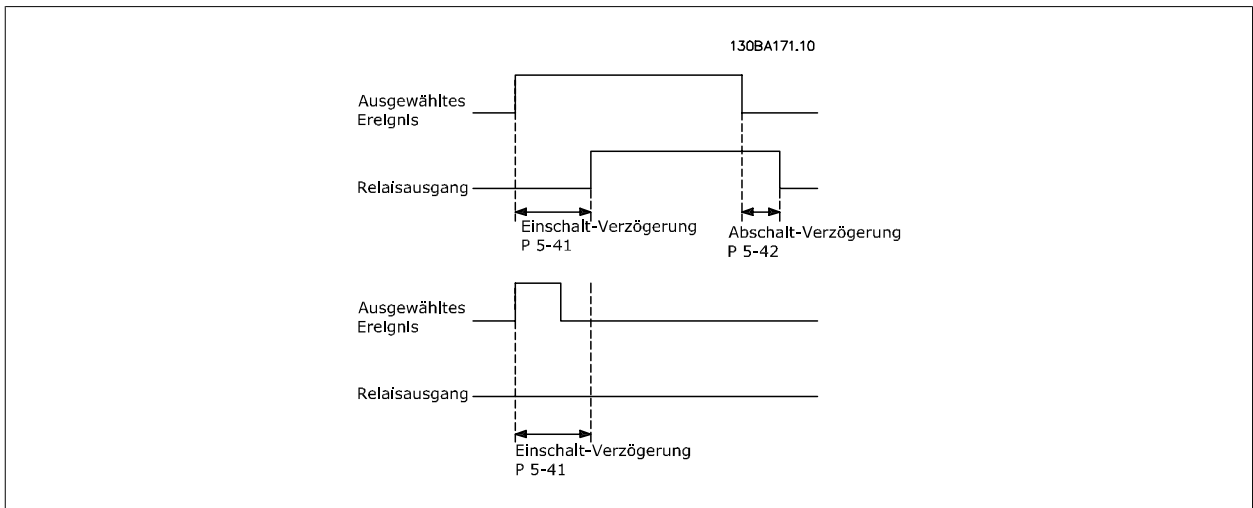 130BA171.10
Ausgewähltes
Ereignis
Relaisausgang
Einschalt-Verzögerung
P 5-41
Abschalt-Verzögerung
P 5-42
Ausgewähltes
Ereignis
Relaisausgang
Einschalt-Verzögerung
P 5-41